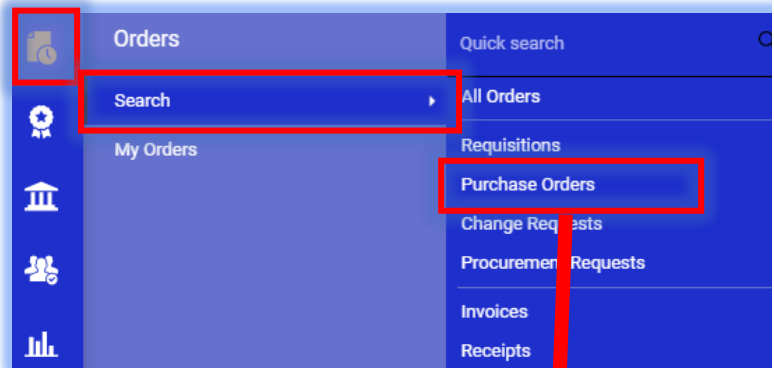 Orders
Search
My Orders
Quick search
All Orders
Requisitions
Purchase Orders
Change Requests
Procurement Requests
Invoices
Receipts